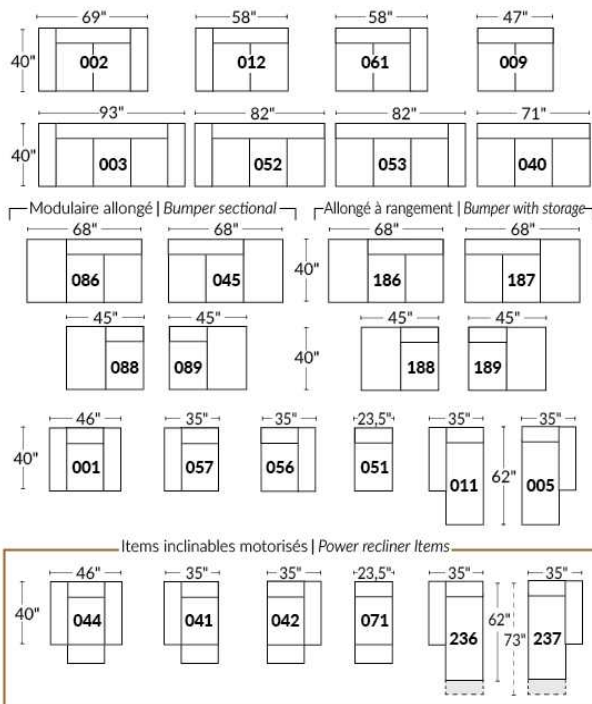 69" 58" 58" 47"
40" 002 012 061 009
93" 82" 82" 71"
40" 003 052 053 040
Modulaire allongé | Bumper sectional Allongé à rangement | Bumper with storage
68" 68" 68" 68"
086 045 40" 186 187
45" 45" 45" 45"
088 089 40" 188 189
46" 35" 35" 23,5" 35" 35"
40" 001 057 056 051 011 62" 005
Items inclinables motorisés | Power recliner Items
46" 35" 35" 23,5" 35" 35"
40" 044 041 042 071 236 62" 73" 237